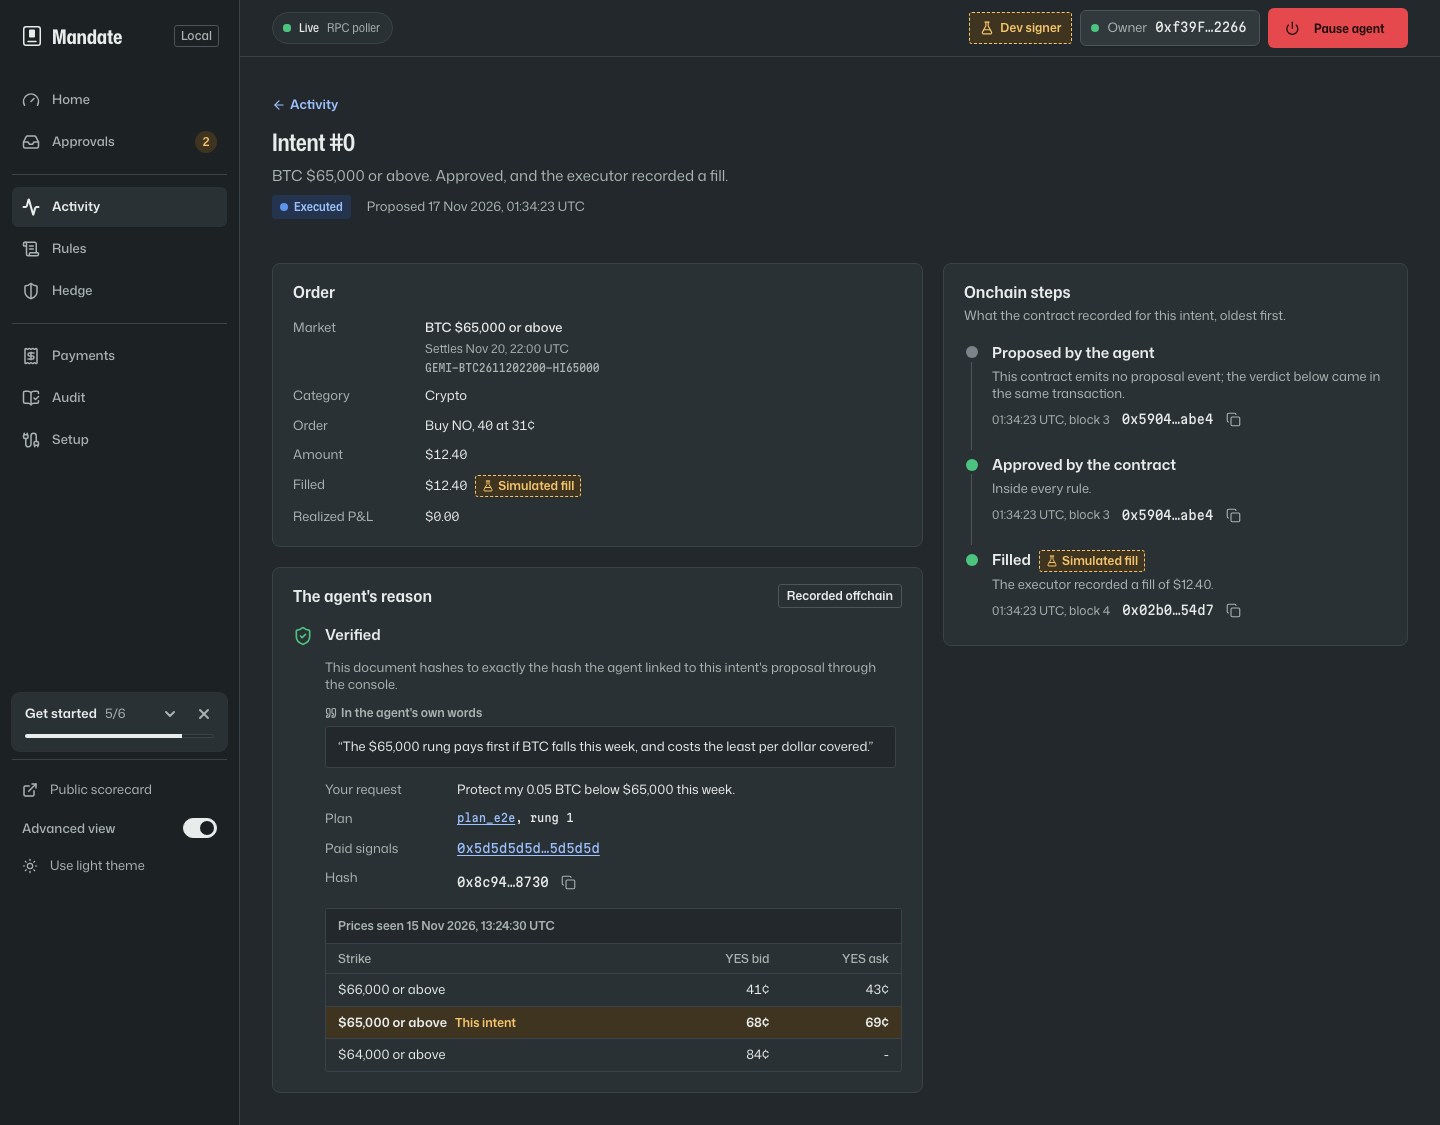 Mandate
Local
Home
Approvals 2
Activity
Rules
Hedge
Payments
Audit
Setup
Get started 5/6
Public scorecard
Advanced view
Use light theme
Live RPC poller
Dev signer
Owner 0xf39F…2266
Pause agent
Activity
Intent #0
BTC $65,000 or above. Approved, and the executor recorded a fill.
Executed
Proposed 17 Nov 2026, 01:34:23 UTC
Order
Market
BTC $65,000 or above
Settles Nov 20, 22:00 UTC
GEMI-BTC2611202200-HI65000
Category
Crypto
Order
Buy NO, 40 at 31¢
Amount
$12.40
Filled
$12.40 Simulated fill
Realized P&L
$0.00
The agent's reason
Recorded offchain
Verified
This document hashes to exactly the hash the agent linked to this intent's proposal through
the console.
In the agent's own words
“The $65,000 rung pays first if BTC falls this week, and costs the least per dollar covered.”
Your request
Protect my 0.05 BTC below $65,000 this week.
Plan
plan_e2e, rung 1
Paid signals
0x5d5d5d5d…5d5d5d
Hash
0x8c94…8730
Prices seen 15 Nov 2026, 13:24:30 UTC
Strike YES bid YES ask
$66,000 or above 41¢ 43¢
$65,000 or above This intent 68¢ 69¢
$64,000 or above 84¢ -
Onchain steps
What the contract recorded for this intent, oldest first.
Proposed by the agent
This contract emits no proposal event; the verdict below came in
the same transaction.
01:34:23 UTC, block 3 0x5904…abe4
Approved by the contract
Inside every rule.
01:34:23 UTC, block 3 0x5904…abe4
Filled Simulated fill
The executor recorded a fill of $12.40.
01:34:23 UTC, block 4 0x02b0…54d7